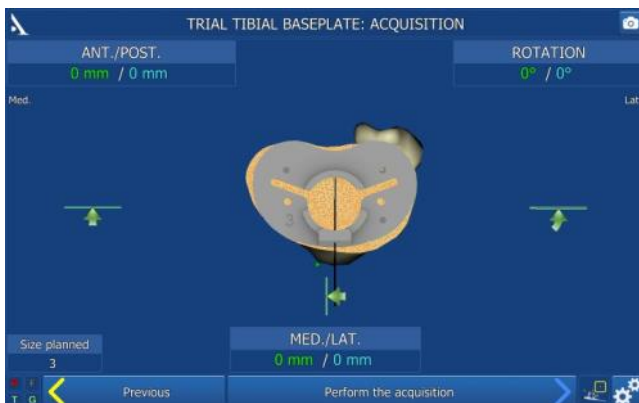 TRIAL TIBIAL BASEPLATE: ACQUISITION
ANT./POST.
0 mm / 0 mm
ROTATION
0° / 0°
Med.
Lat
3
Size planned
3
MED./LAT.
0 mm / 0 mm
F
T G
Previous
Perform the acquisition